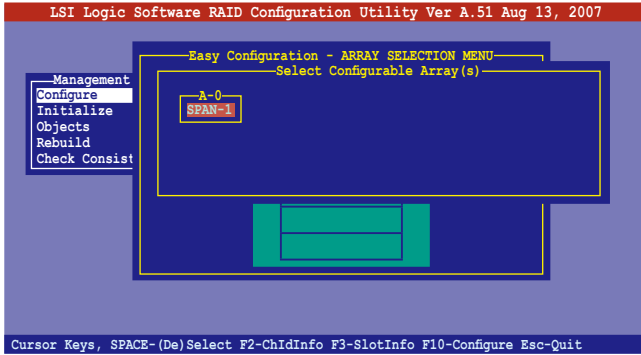 LSI Logic Software RAID Configuration Utility Ver A.51 Aug 13, 2007
Easy Configuration - ARRAY SELECTION MENU
Select Configurable Array(s)
Management
Configure
Initialize
Objects
Rebuild
Check Consist
A-0
SPAN-1
Cursor Keys, SPACE-(De)Select F2-ChIdInfo F3-SlotInfo F10-Configure Esc-Quit